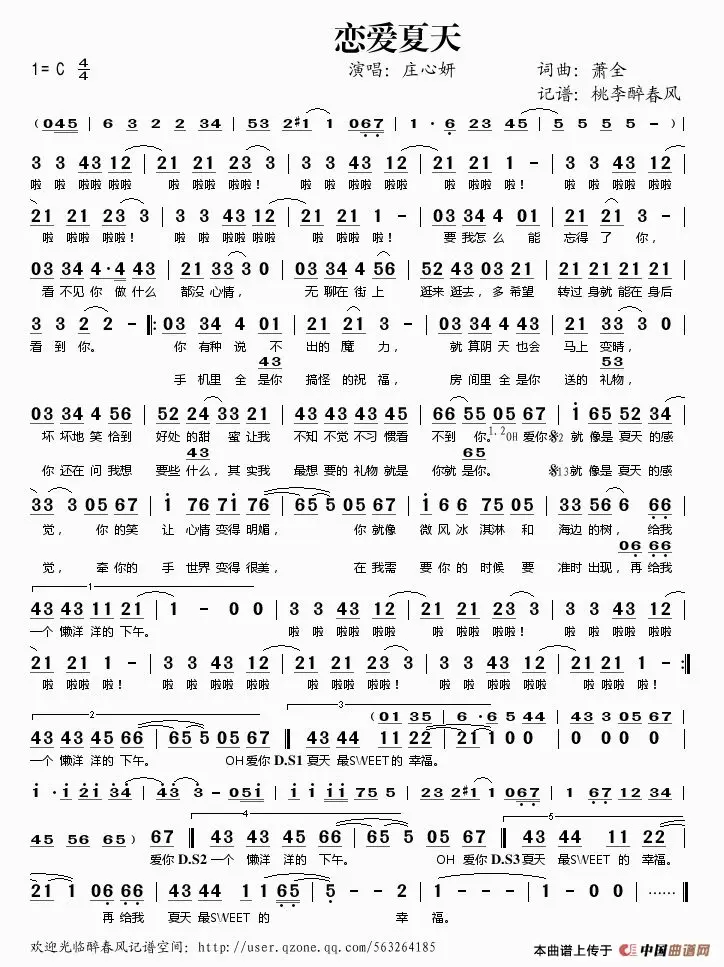 恋爱夏天
1= C 4/4 演唱：庄心妍 词曲：萧全
记谱：桃李醉春风
（045 | 6 3 2 2 34 | 53 2#1 1 067 | 1·6 23 45 | 5 5 5 -）|
3 3 43 12 | 21 21 23 3 | 3 3 43 12 | 21 21 1 - | 3 3 43 12 |
啦 啦 啦啦 啦啦 啦啦 啦啦 啦！ 啦 啦 啦啦 啦啦 啦啦 啦啦 啦！ 啦 啦 啦啦 啦啦
21 21 23 3 | 3 3 43 12 | 21 21 1 - | 03 34 4 01 | 21 21 3 - |
啦 啦啦 啦啦！ 啦 啦 啦啦 啦啦 啦 啦啦 啦！ 要 我怎 么 能 忘得 了 你，
03 34 4·4 43 | 21 33 3 0 | 03 34 4 56 | 52 43 03 21 | 21 43 33 21 |
看 不见 你 做 什么 都没 心情， 无 聊在 街 上 逛来 逛去，多 希望 转过 身就 能在 身后
3 3 2 2 - |: 03 34 4 01 | 21 21 3 - | 03 34 4 43 | 21 33 3 0 |
看 到 你。 你 有种 说 不 出的 魔 力， 就 算阴 天 也会 马上 变晴，
43 53
手 机里 全 是你 搞怪 的祝 福， 房 间里 全 是你 送的 礼物，
03 34 4 56 | 52 24 33 21 | 43 43 43 45 | 66 55 05 67 | 1 65 52 34 |
坏 坏地 笑 恰到 好处 的甜 蜜 让我 不知 不觉 不习 惯看 不到 你。1.2 OH 爱你 𝄋2 就 像是 夏天 的感
43 65
你 还在 问 我想 要些 什么，其 实我 最想 要的 礼物 就是 你就 是你。 𝄋13 就 像是 夏天 的感
33 3 05 67 | 1 76 71 76 | 65 5 05 67 | 1 66 75 05 | 33 56 6 66 |
觉， 你 的笑 让 心情 变得 明媚， 你 就像 微 风冰 淇淋 和 海边 的树， 给我
06 66
觉， 牵 你的 手 世界 变得 很美， 在 我需 要 你的 时候 要 准时 出现，再 给我
1
43 43 11 21 | 1 - 0 0 | 3 3 43 12 | 21 21 23 3 | 3 3 43 12 |
一个 懒洋 洋的 下午。 啦 啦 啦啦 啦啦 啦啦 啦啦 啦啦！ 啦 啦 啦啦 啦啦
21 21 1 - | 3 3 43 12 | 21 21 23 3 | 3 3 43 12 | 21 21 1 - :|
啦 啦啦 啦！ 啦 啦 啦啦 啦啦 啦 啦啦 啦啦！ 啦 啦 啦啦 啦啦 啦啦 啦啦 啦！
2 3
（01 35 | 6·6 5 44 | 43 3 05 67
43 43 45 66 | 65 5 05 67 ‖ 43 44 11 22 | 21 1 0 0 | 0 0 0 0 |
一个 懒洋 洋的 下午。 OH 爱你 D.S1 夏天 最SWEET的 幸福。
1·1 21 34 | 43 3 - 051 | 1 1 21 34 | 5 5 4 4 34 | 23 21 1 067 | 1 67 12 34 |
4 5
45 56 65）67 ‖ 43 43 45 66 | 65 5 05 67 ‖ 43 44 11 22 |
爱你 D.S2 一个 懒洋 洋的 下午。 OH 爱你 D.S3 夏天 最SWEET 的 幸福。
21 1 06 66 | 43 44 1 1 65 | 5 - - 2 | 1 - - - | 0 ······ ‖
再 给我 夏天 最SWEET 的 幸 福。
欢迎光临醉春风记谱空间：http://user.qzone.qq.com/563264185
本曲谱上传于 中国曲谱网